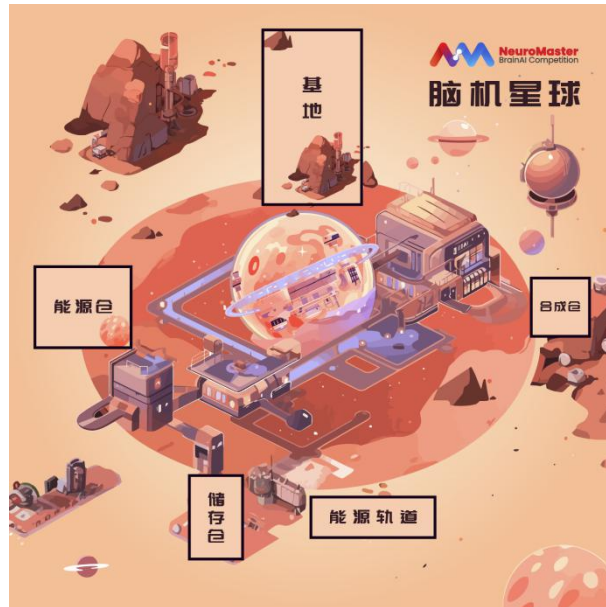 NeuroMaster
BrainAI Competition
脑机星球
基地
能源仓
合成仓
储存仓
能源轨道